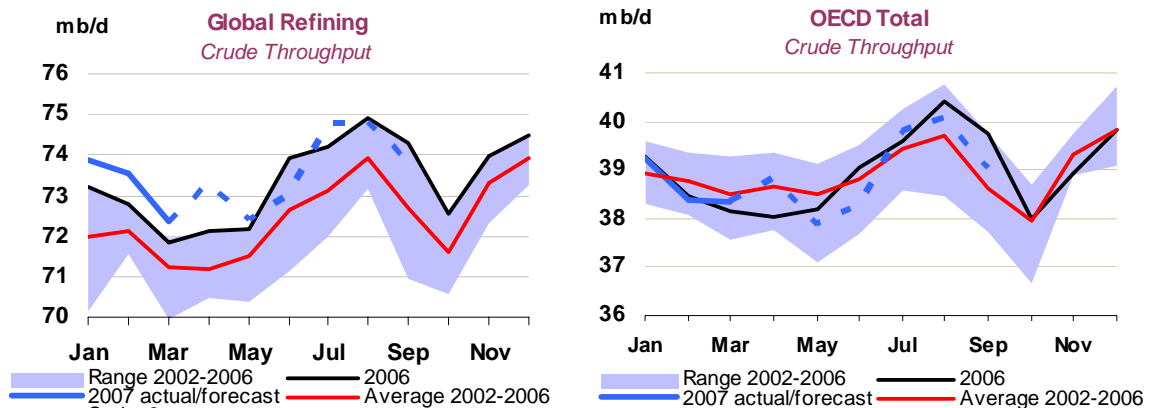 mb/d
Global Refining
Crude Throughput
76
75
74
73
72
71
70
Jan Mar May Jul Sep Nov
Range 2002-2006 2006
2007 actual/forecast Average 2002-2006
mb/d
OECD Total
Crude Throughput
41
40
39
38
37
36
Jan Mar May Jul Sep Nov
Range 2002-2006 2006
2007 actual/forecast Average 2002-2006